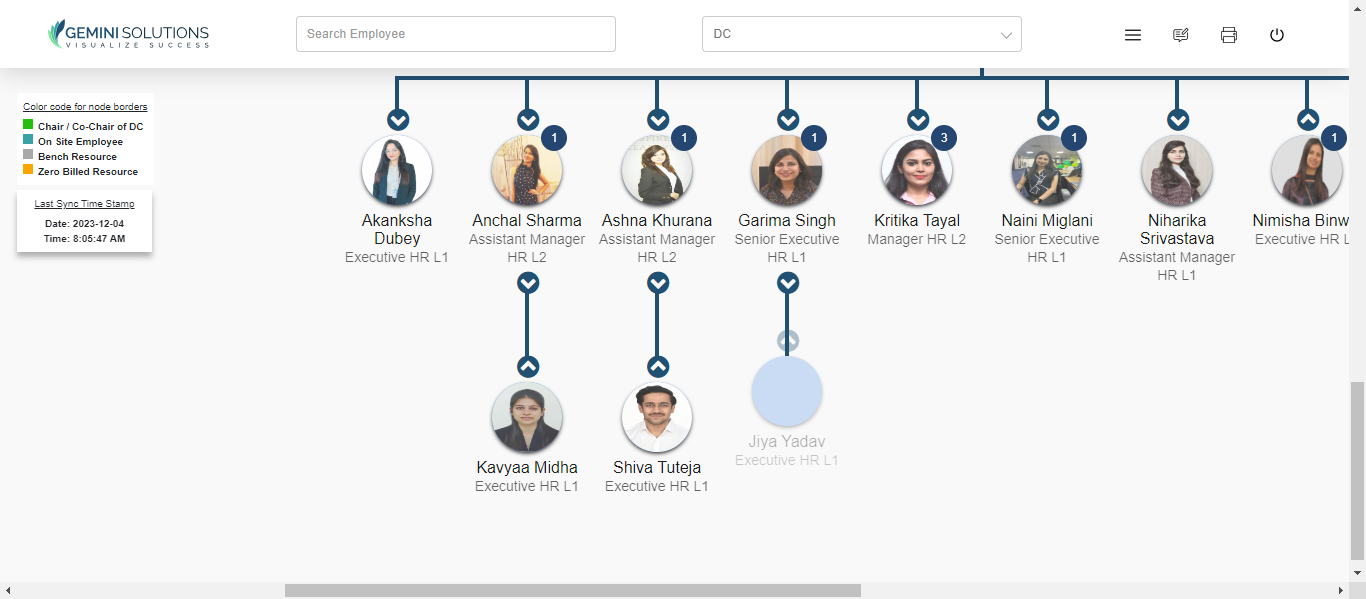 GEMINI SOLUTIONS
VISUALIZE SUCCESS
Search Employee
DC
Color code for node borders
Chair / Co-Chair of DC
On Site Employee
Bench Resource
Zero Billed Resource
Last Sync Time Stamp
Date: 2023-12-04
Time: 8:05:47 AM
Akanksha
Dubey
Executive HR L1
1
Anchal Sharma
Assistant Manager
HR L2
1
Ashna Khurana
Assistant Manager
HR L2
1
Garima Singh
Senior Executive
HR L1
3
Kritika Tayal
Manager HR L2
1
Naini Miglani
Senior Executive
HR L1
Niharika
Srivastava
Assistant Manager
HR L1
1
Nimisha Binw
Executive HR L
Kavyaa Midha
Executive HR L1
Shiva Tuteja
Executive HR L1
Jiya Yadav
Executive HR L1